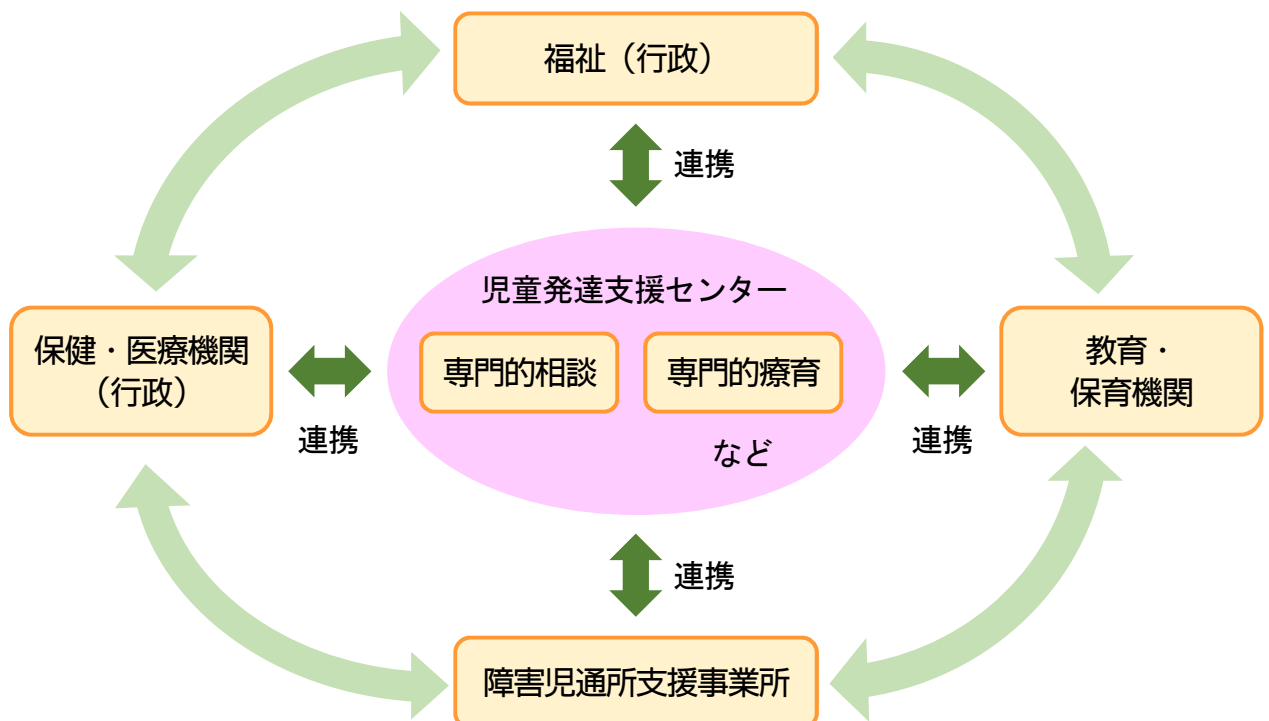 福祉（行政）
連携
児童発達支援センター
保健・医療機関
（行政）
専門的相談
専門的療育
教育・
保育機関
連携
など
連携
連携
障害児通所支援事業所